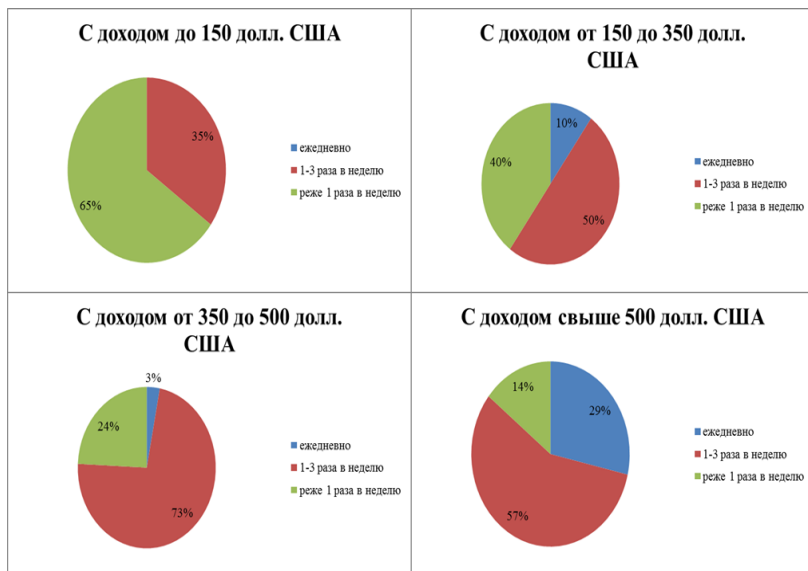 С доходом до 150 долл. США
35%
65%
ежедневно
1-3 раза в неделю
реже 1 раза в неделю
С доходом от 150 до 350 долл.
США
10%
40%
50%
ежедневно
1-3 раза в неделю
реже 1 раза в неделю
С доходом от 350 до 500 долл.
США
3%
24%
73%
ежедневно
1-3 раза в неделю
реже 1 раза в неделю
С доходом свыше 500 долл. США
14%
29%
57%
ежедневно
1-3 раза в неделю
реже 1 раза в неделю